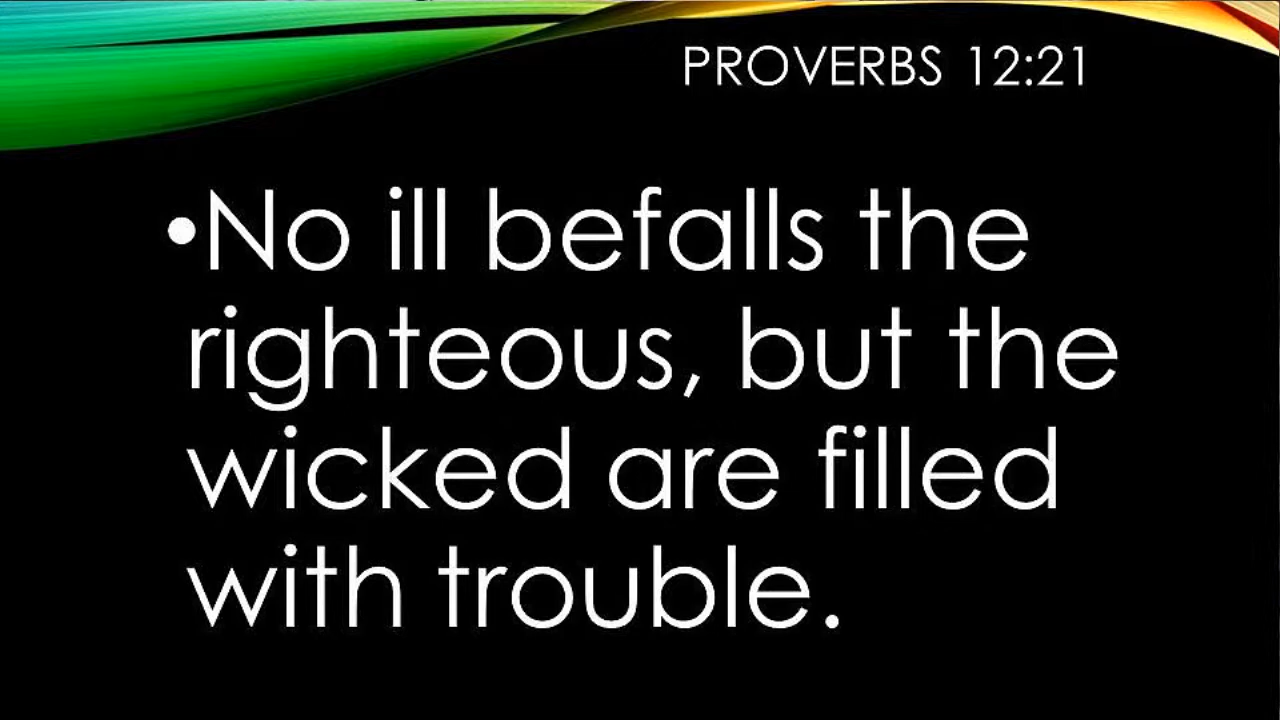 PROVERBS 12:21
•No ill befalls the
righteous, but the
wicked are filled
with trouble.